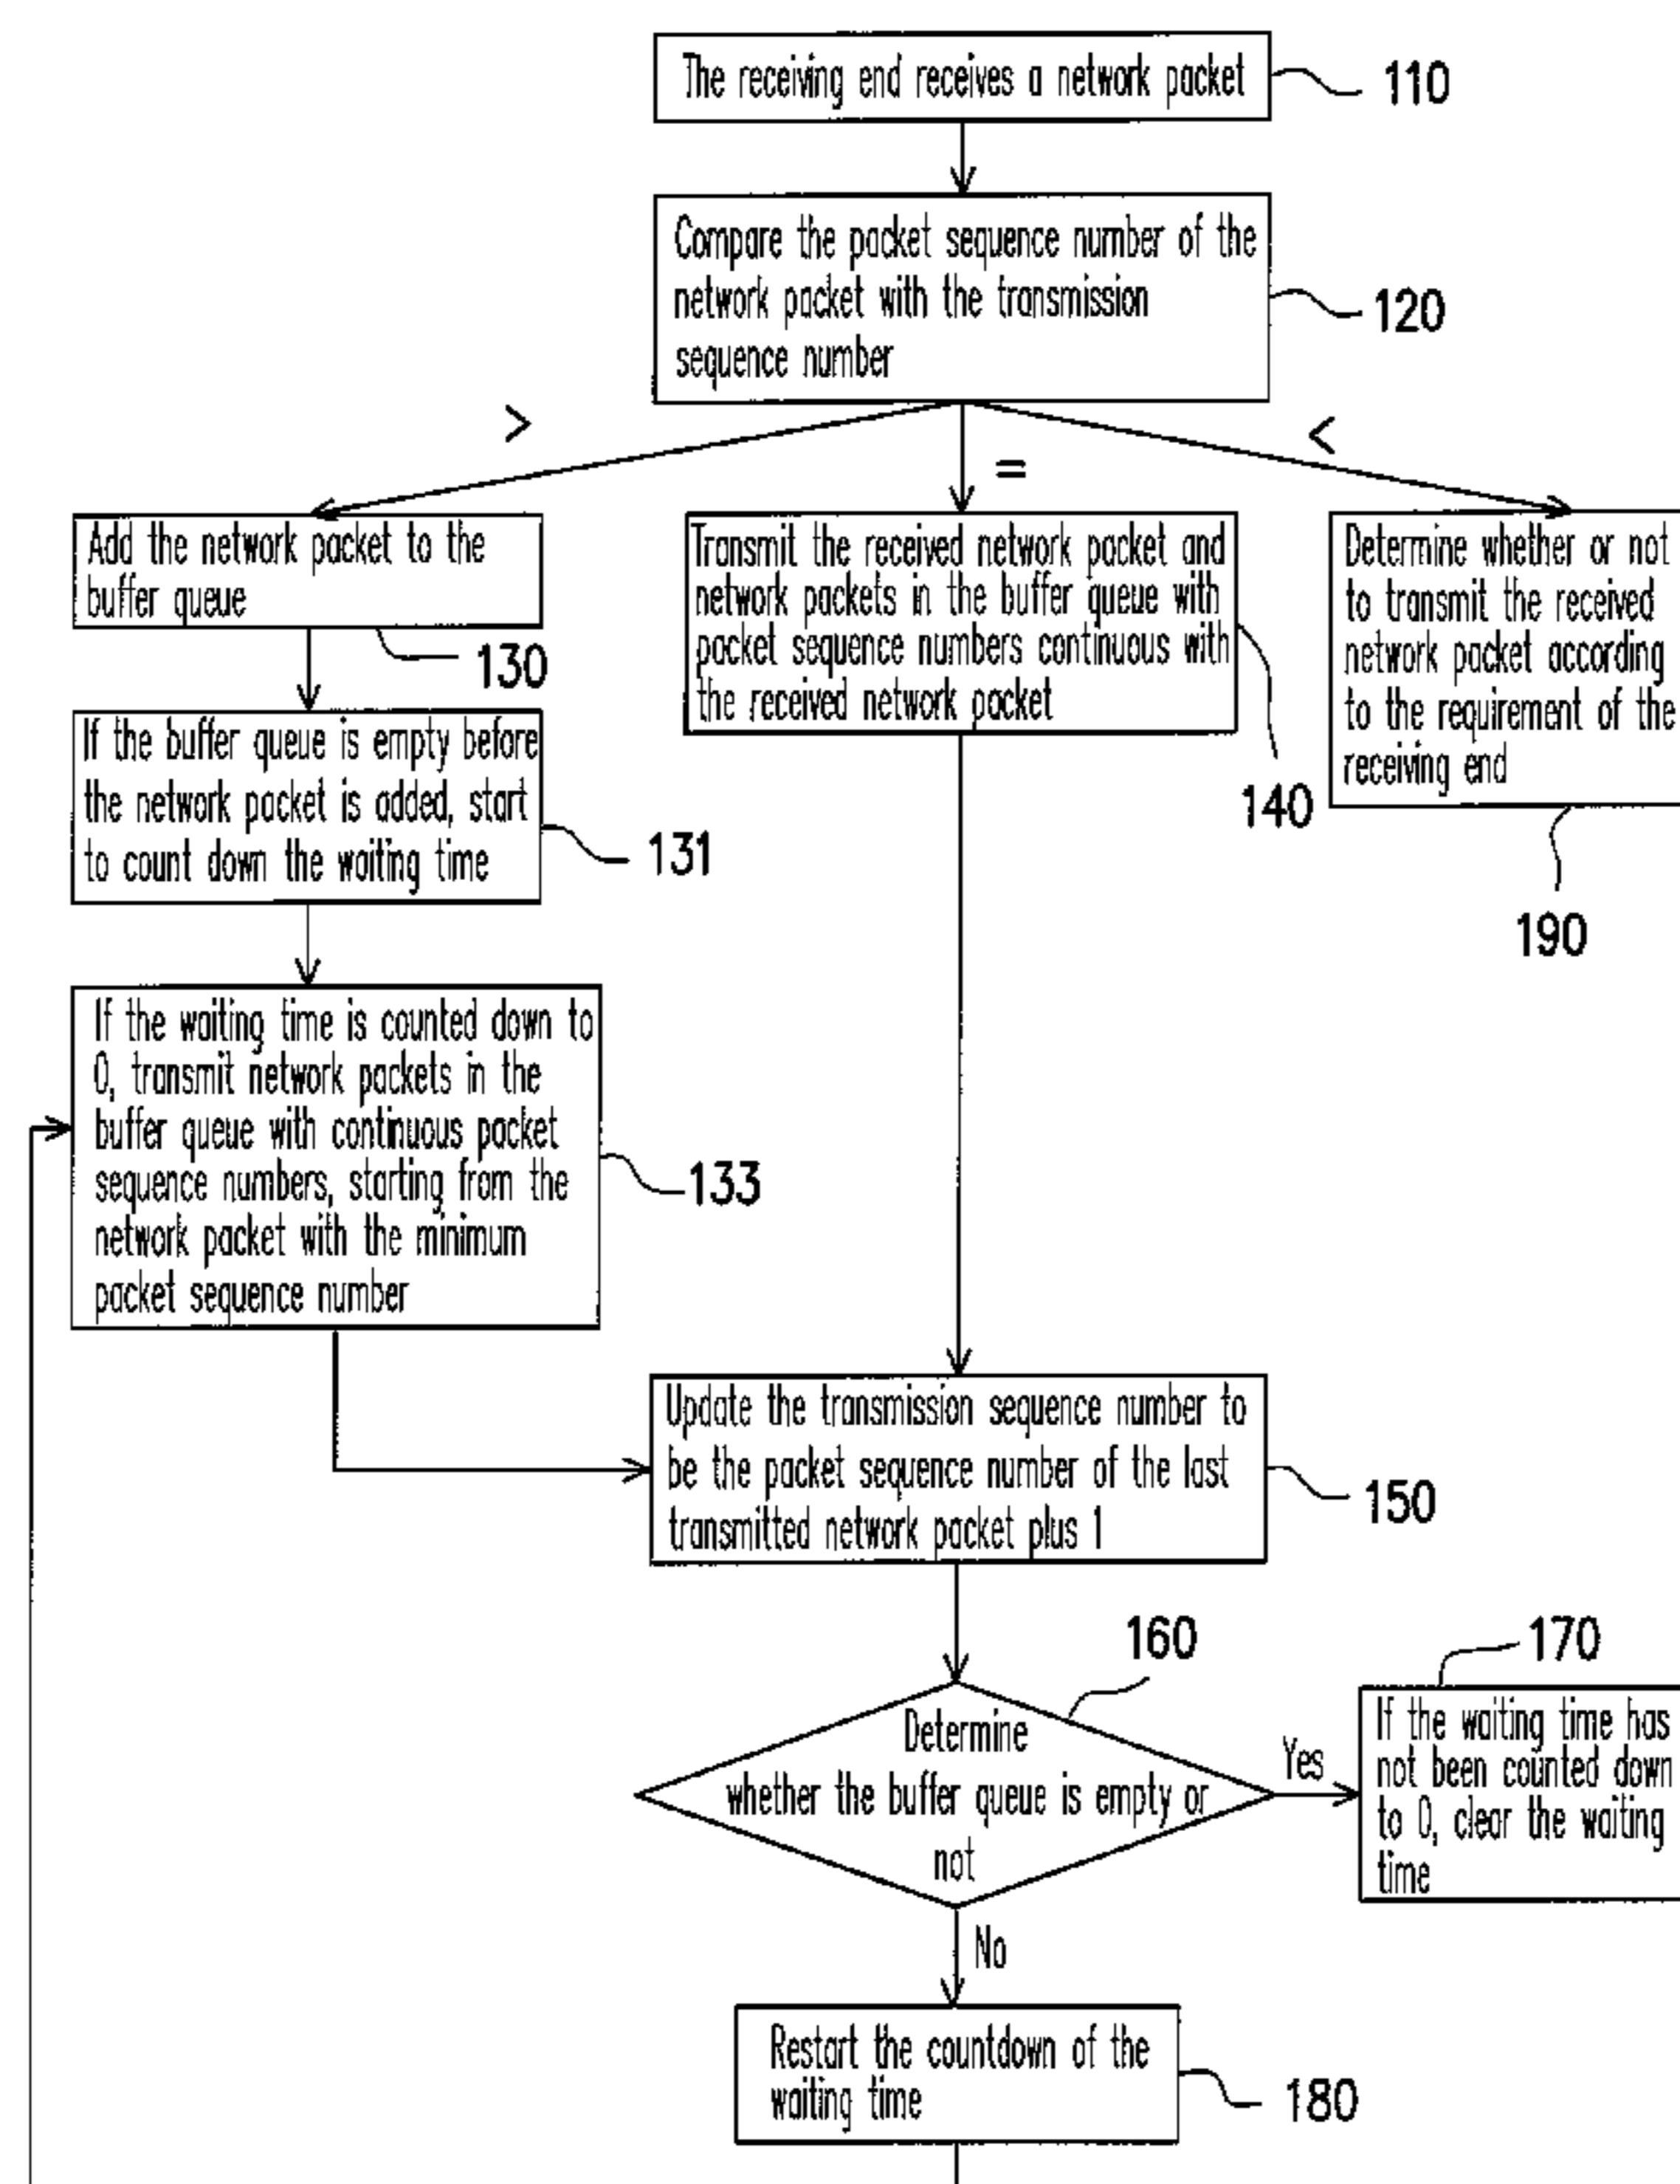 The receiving end receives a network packet
110
Compare the packet sequence number of the
network packet with the transmission
sequence number
120
>
=
<
Add the network packet to the
buffer queue
130
Transmit the received network packet and
network packets in the buffer queue with
packet sequence numbers continuous with
the received network packet
140
Determine whether or not
to transmit the received
network packet according
to the requirement of the
receiving end
190
If the buffer queue is empty before
the network packet is added, start
to count down the waiting time
131
If the waiting time is counted down to
0, transmit network packets in the
buffer queue with continuous packet
sequence numbers, starting from the
network packet with the minimum
packet sequence number
133
Update the transmission sequence number to
be the packet sequence number of the last
transmitted network packet plus 1
150
160
Determine
whether the buffer queue is empty or
not
Yes
170
If the waiting time has
not been counted down
to 0, clear the waiting
time
No
Restart the countdown of the
waiting time
180